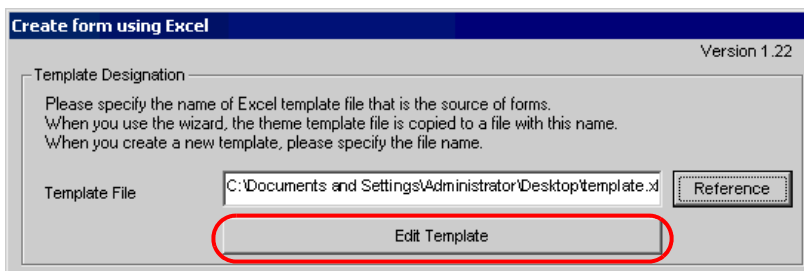 Create form using Excel
Version 1.22
Template Designation
Please specify the name of Excel template file that is the source of forms.
When you use the wizard, the theme template file is copied to a file with this name.
When you create a new template, please specify the file name.
Template File
C:\Documents and Settings\Administrator\Desktop\template.xl
Reference
Edit Template